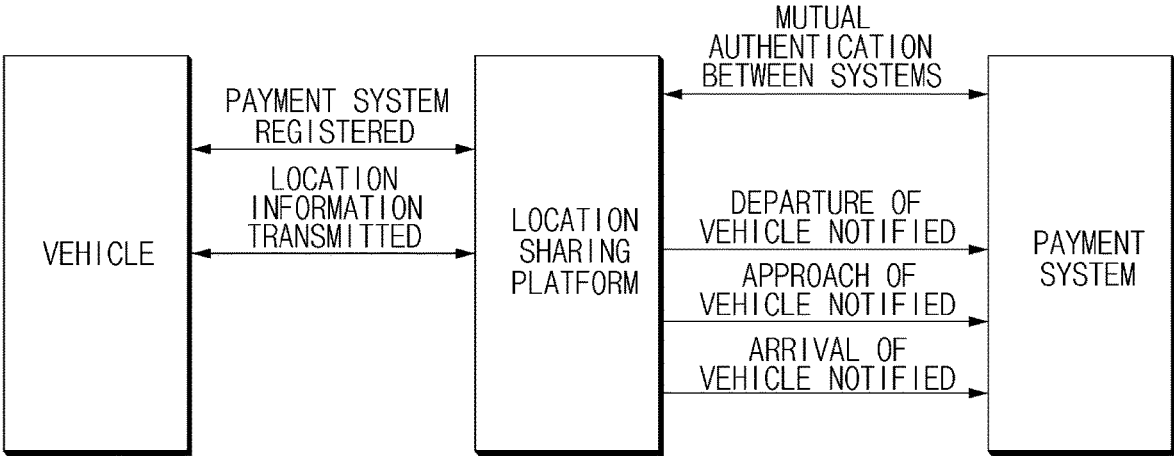 MUTUAL
AUTHENTICATION
BETWEEN SYSTEMS
PAYMENT SYSTEM
REGISTERED
LOCATION
INFORMATION
TRANSMITTED
VEHICLE
LOCATION
SHARING
PLATFORM
DEPARTURE OF
VEHICLE NOTIFIED
APPROACH OF
VEHICLE NOTIFIED
ARRIVAL OF
VEHICLE NOTIFIED
PAYMENT
SYSTEM